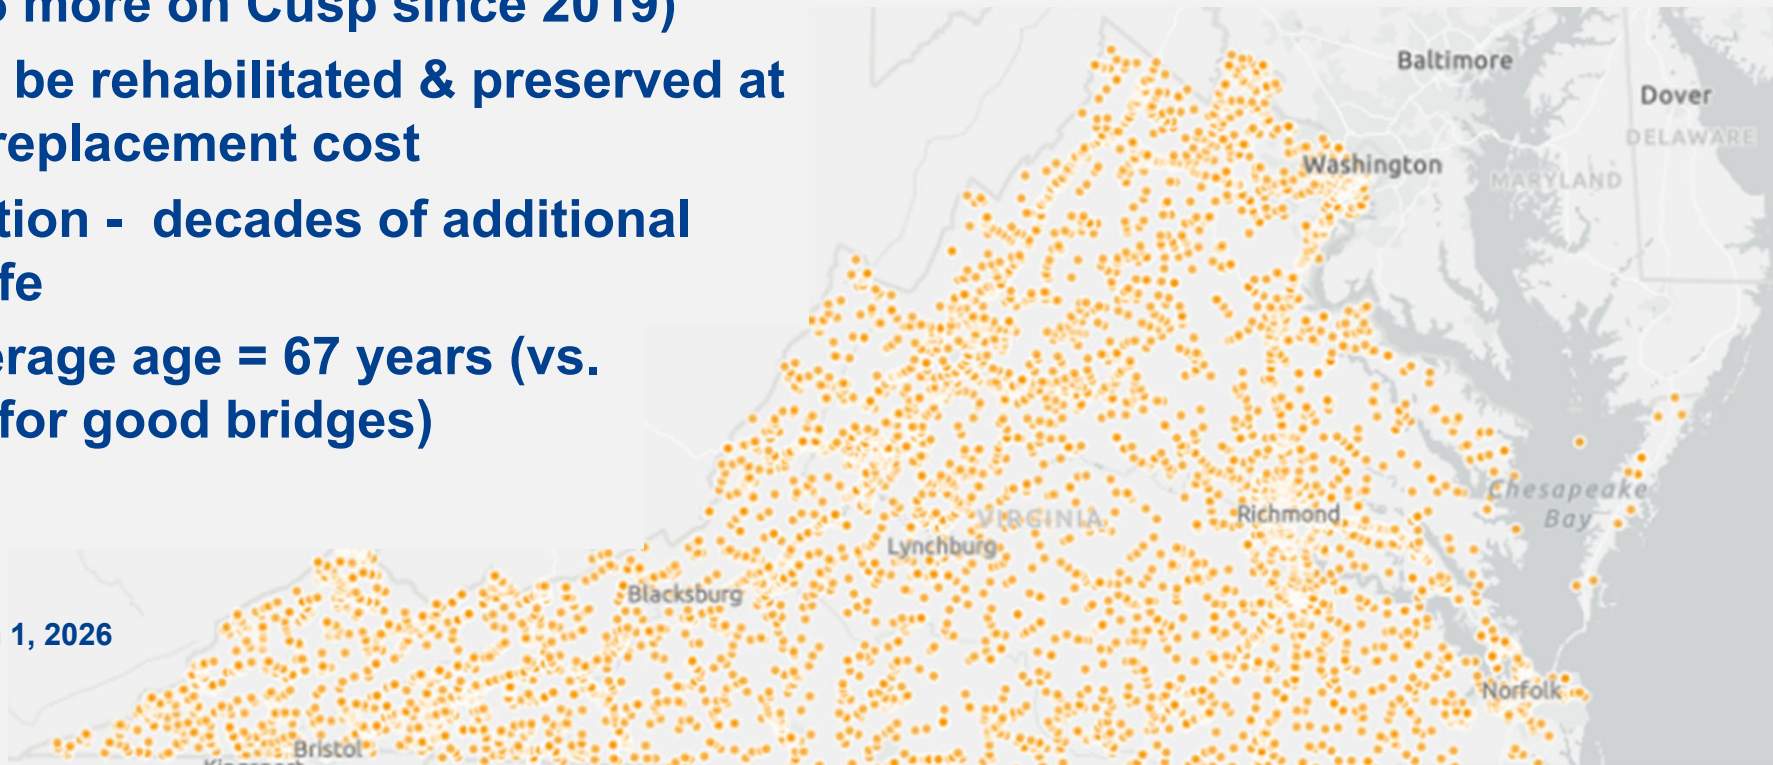 more on Cusp since 2019)
be rehabilitated & preserved at
replacement cost
tion - decades of additional
fe
erage age = 67 years (vs.
for good bridges)
1, 2026
Baltimore
Dover
DELAWARE
Washington
MARYLAND
Chesapeake
Bay
VIRGINIA
Richmond
Lynchburg
Blacksburg
Norfolk
Bristol